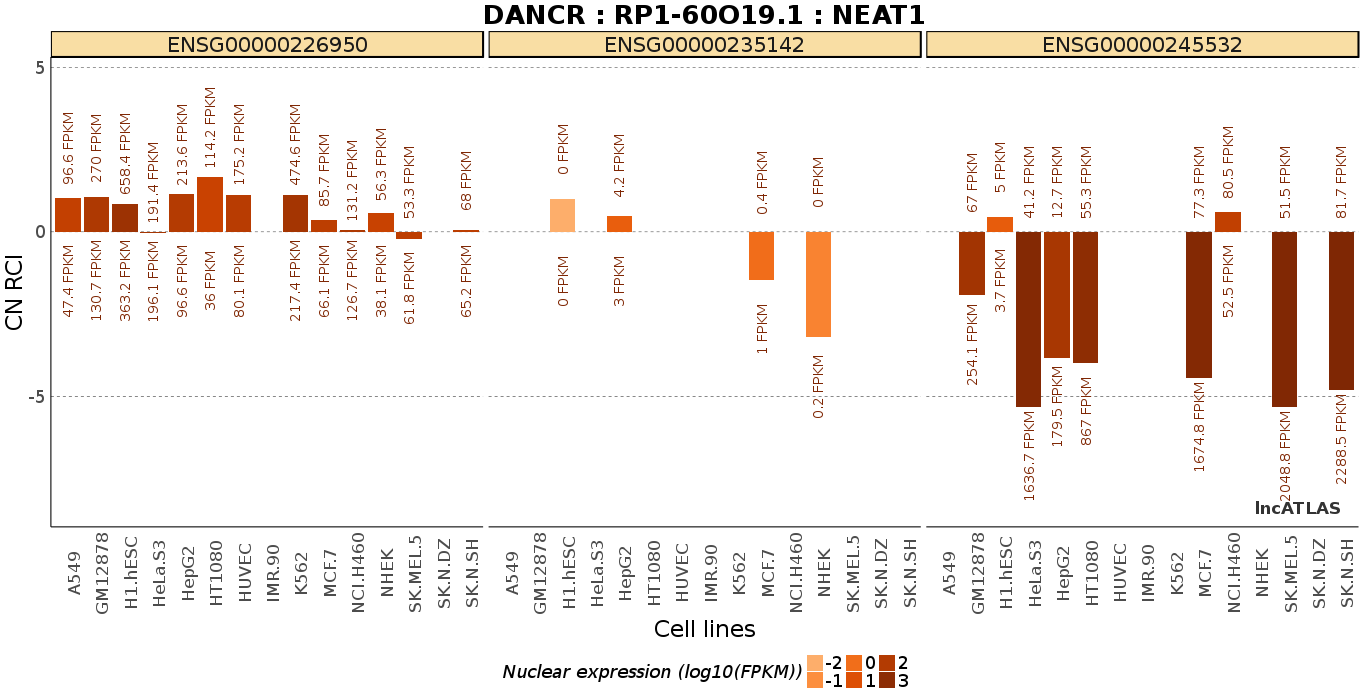 DANCR : RP1-60O19.1 : NEAT1
ENSG00000226950 ENSG00000235142 ENSG00000245532
CN RCI
5
0
-5
96.6 FPKM 270 FPKM 658.4 FPKM 191.4 FPKM 213.6 FPKM 114.2 FPKM 175.2 FPKM 474.6 FPKM 85.7 FPKM 131.2 FPKM 56.3 FPKM 53.3 FPKM 68 FPKM
47.4 FPKM 130.7 FPKM 363.2 FPKM 196.1 FPKM 96.6 FPKM 36 FPKM 80.1 FPKM 217.4 FPKM 66.1 FPKM 126.7 FPKM 38.1 FPKM 61.8 FPKM 65.2 FPKM
0 FPKM 4.2 FPKM 0.4 FPKM 0 FPKM
0 FPKM 3 FPKM 1 FPKM 0.2 FPKM
67 FPKM 5 FPKM 41.2 FPKM 12.7 FPKM 55.3 FPKM 77.3 FPKM 80.5 FPKM 51.5 FPKM 81.7 FPKM
254.1 FPKM 3.7 FPKM 1636.7 FPKM 179.5 FPKM 867 FPKM 1674.8 FPKM 52.5 FPKM 2048.8 FPKM 2288.5 FPKM
lncATLAS
A549 GM12878 H1.hESC HeLa.S3 HepG2 HT1080 HUVEC IMR.90 K562 MCF.7 NCI.H460 NHEK SK.MEL.5 SK.N.DZ SK.N.SH
A549 GM12878 H1.hESC HeLa.S3 HepG2 HT1080 HUVEC IMR.90 K562 MCF.7 NCI.H460 NHEK SK.MEL.5 SK.N.DZ SK.N.SH
A549 GM12878 H1.hESC HeLa.S3 HepG2 HT1080 HUVEC IMR.90 K562 MCF.7 NCI.H460 NHEK SK.MEL.5 SK.N.DZ SK.N.SH
Cell lines
Nuclear expression (log10(FPKM))
-2 0 2
-1 1 3